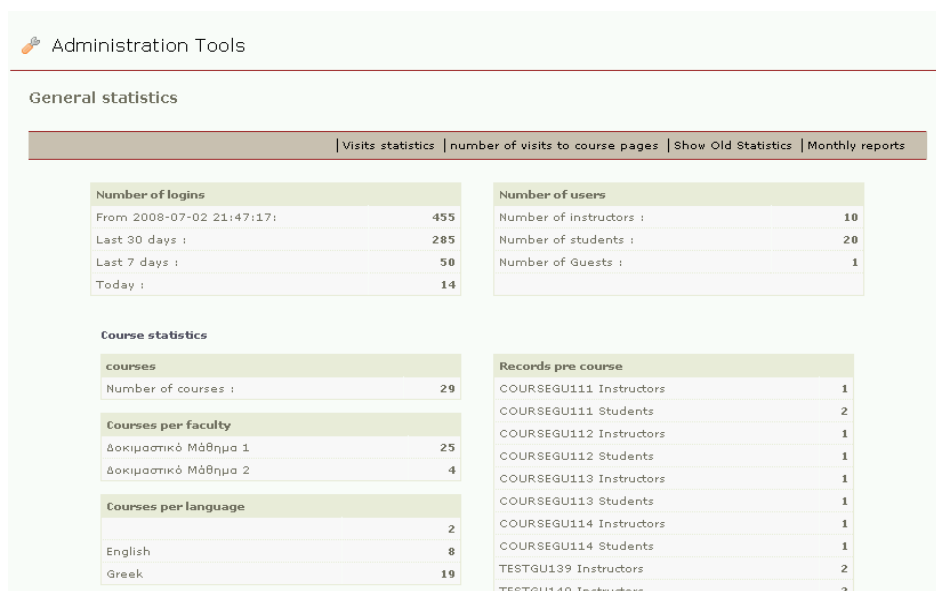 Administration Tools
General statistics
|Visits statistics |number of visits to course pages |Show Old Statistics |Monthly reports
Number of logins
From 2008-07-02 21:47:17: 455
Last 30 days : 285
Last 7 days : 50
Today : 14
Number of users
Number of instructors : 10
Number of students : 20
Number of Guests : 1
Course statistics
courses
Number of courses : 29
Courses per faculty
Δοκιμαστικό Μάθημα 1 25
Δοκιμαστικό Μάθημα 2 4
Courses per language
2
English 8
Greek 19
Records pre course
COURSEGU111 Instructors 1
COURSEGU111 Students 2
COURSEGU112 Instructors 1
COURSEGU112 Students 1
COURSEGU113 Instructors 1
COURSEGU113 Students 1
COURSEGU114 Instructors 1
COURSEGU114 Students 1
TESTGU139 Instructors 2